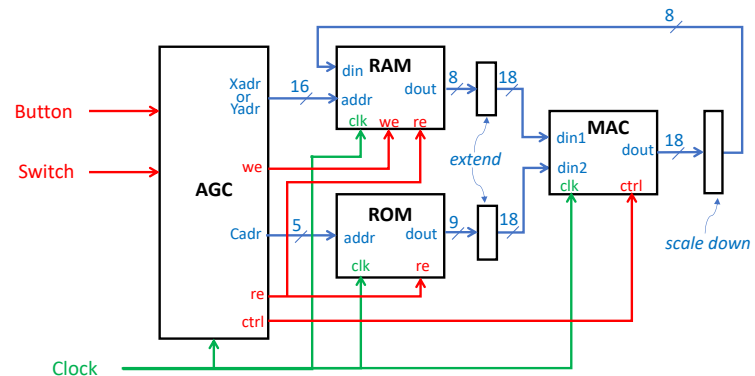 8
RAM
din
dout
8
18
Xadr
or
Yadr
16
addr
clk
we
re
Button
MAC
din1
dout
18
extend
din2
Switch
we
clk
ctrl
AGC
ROM
Cadr
5
addr
dout
9
18
scale down
clk
re
re
ctrl
Clock